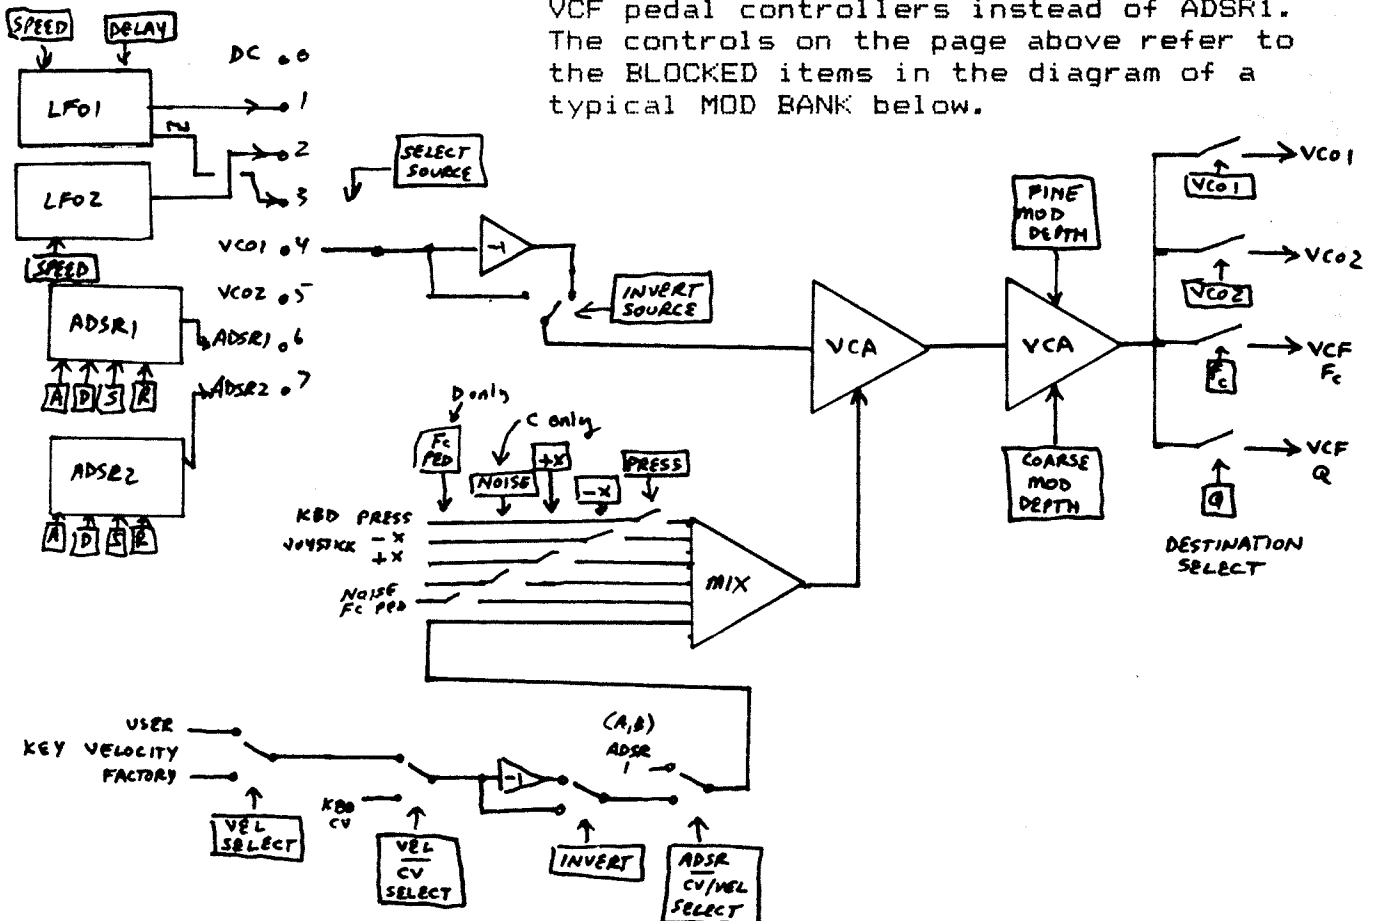 VCF pedal controllers instead of ADSR1.
The controls on the page above refer to
the BLOCKED items in the diagram of a
typical MOD BANK below.
SPEED
DELAY
DC 0
LFO1
1
2
LFO2
3
SELECT
SOURCE
SPEED
VCO1 4
-1
VCO2 5
INVERT
SOURCE
ADSR1
ADSR1 6
A D S R
ADSR2 7
ADSR2
A D S R
VCA
FINE
MOD
DEPTH
VCA
COARSE
MOD
DEPTH
VCO1
VCO1
VCO2
VCO2
VCF
Fc
Fc
VCF
Q
Q
DESTINATION
SELECT
D only
Fc
PED
C only
NOISE
+X
-X
PRESS
KBD PRESS
JOYSTICK -X
+X
NOISE
Fc PED
MIX
USER
KEY VELOCITY
FACTORY
VEL
SELECT
KBD
CV
VEL
CV
SELECT
-1
INVERT
(A,B)
ADSR
1
ADSR
CV/VEL
SELECT